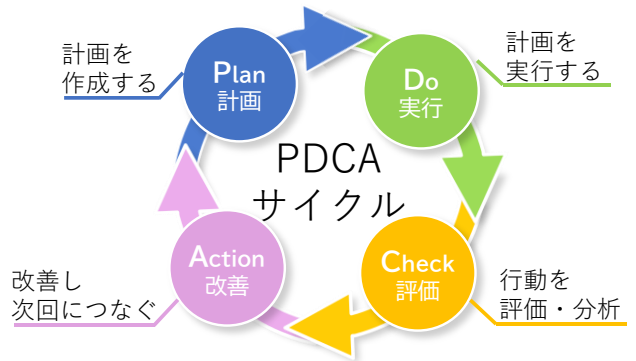 計画を
作成する
Plan
計画
Do
実行
計画を
実行する
PDCA
サイクル
Action
改善
改善し
次回につなぐ
Check
評価
行動を
評価・分析